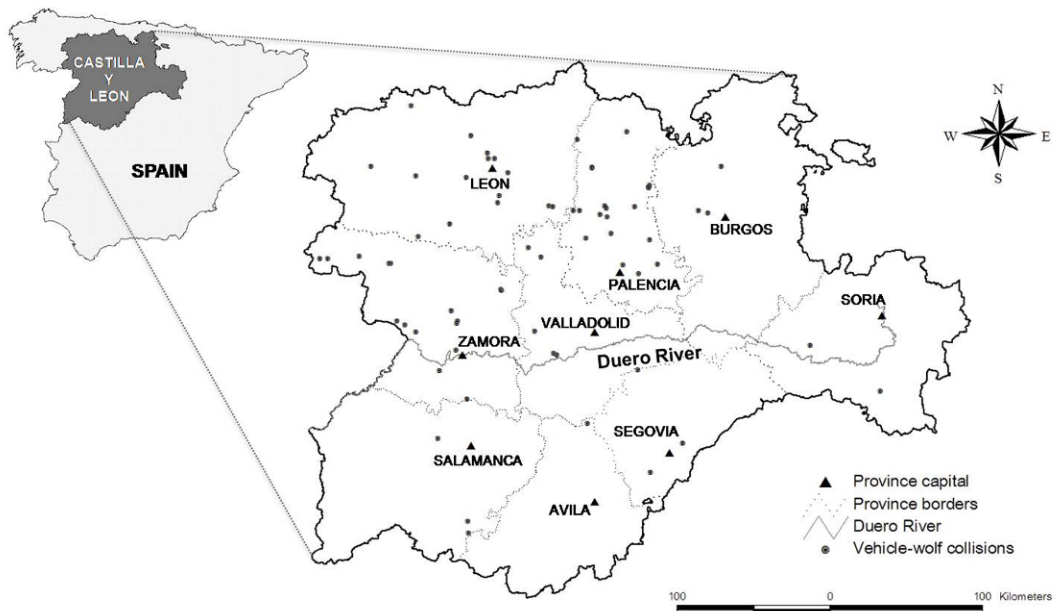 CASTILLA
Y
LEON
SPAIN
N
W E
S
LEON
BURGOS
PALENCIA
SORIA
VALLADOLID
ZAMORA
Duero River
SEGOVIA
SALAMANCA
AVILA
Province capital
Province borders
Duero River
Vehicle-wolf collisions
100 0 100 Kilometers